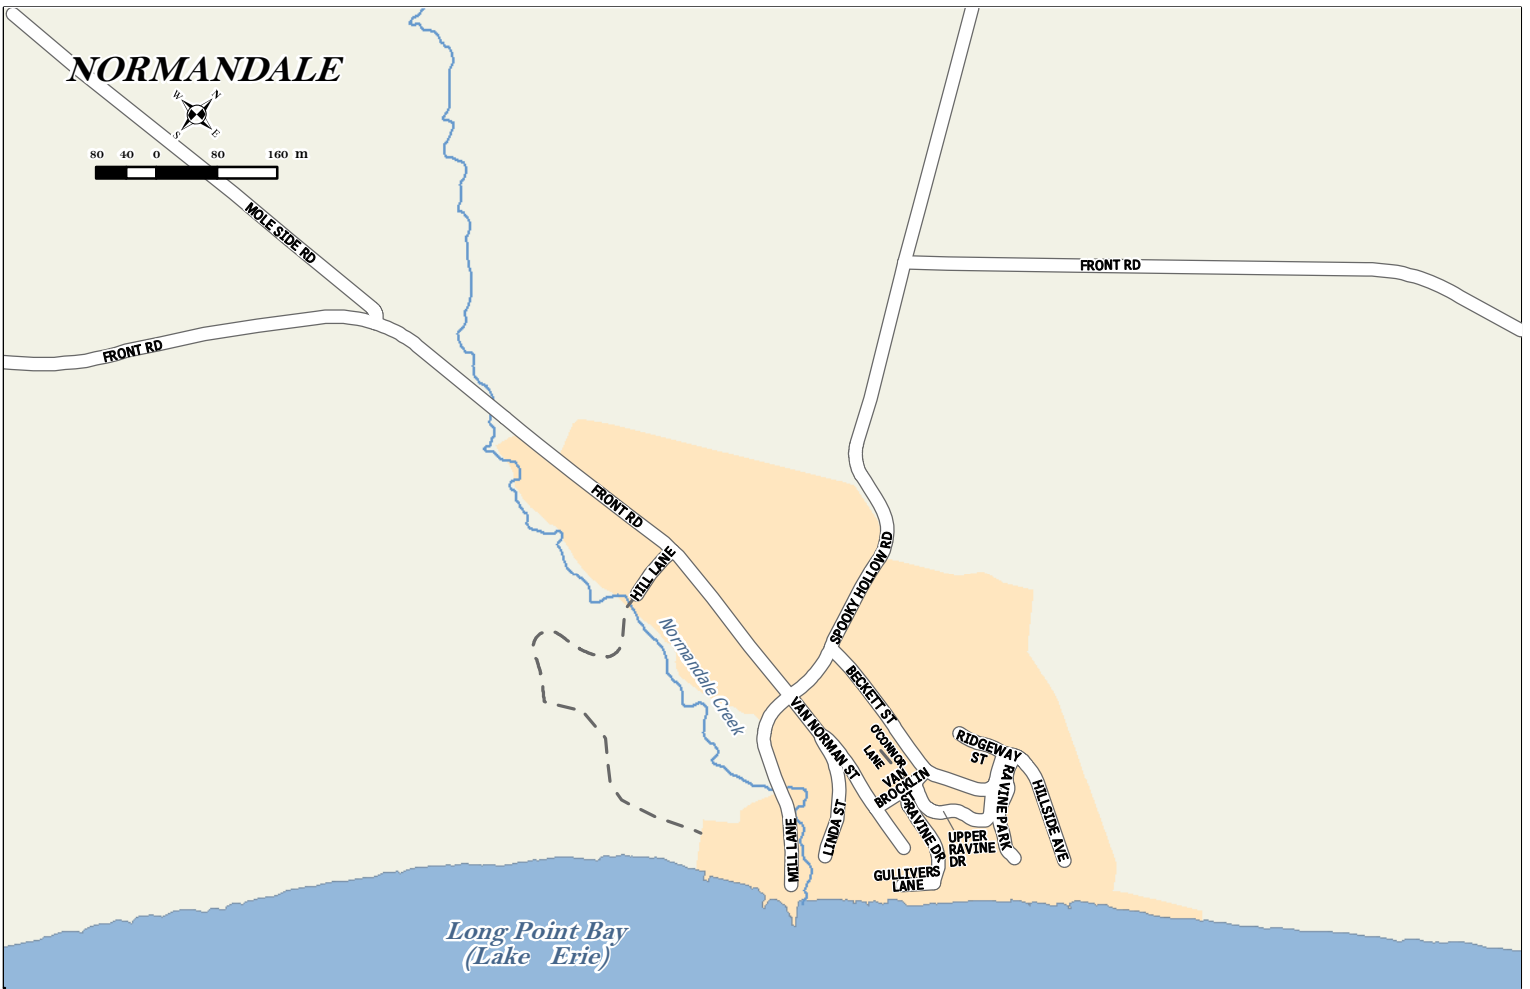 NORMANDALE
W N
S E
80 40 0 80 160 m
MOLE SIDE RD
FRONT RD
FRONT RD
FRONT RD
HILL LANE
SPOOKY HOLLOW RD
Normandale Creek
BECKETT ST
VAN NORMAN ST
O'CONNOR
LANE
RIDGEWAY
ST
VAN
BROCKLIN
ST
RAVINE PARK
HILLSIDE AVE
LINDA ST
MILL LANE
RAVINE DR
UPPER
RAVINE
DR
GULLIVERS
LANE
Long Point Bay
(Lake Erie)